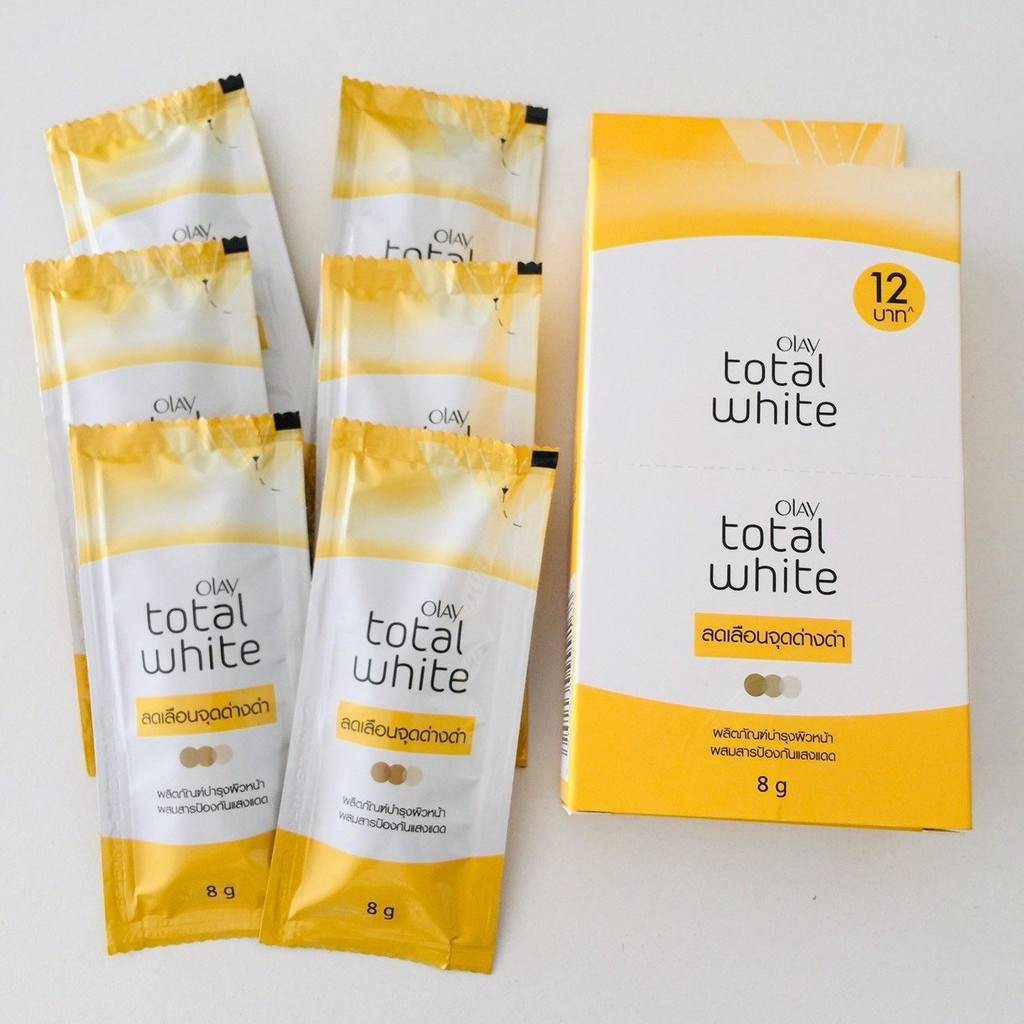 OLAY
OLAY
total
OLAY
OLAY
OLAY
total
white
ลดเลือนจุดด่างดำ
ผลิตภัณฑ์บำรุงผิวหน้า
ผสมสารป้องกันแสงแดด
8 g
OLAY
total
white
ลดเลือนจุดด่างดำ
ผลิตภัณฑ์บำรุงผิวหน้า
ผสมสารป้องกันแสงแดด
8 g
12
บาท^
OLAY
total
white
OLAY
total
white
ลดเลือนจุดด่างดำ
ผลิตภัณฑ์บำรุงผิวหน้า
ผสมสารป้องกันแสงแดด
8 g